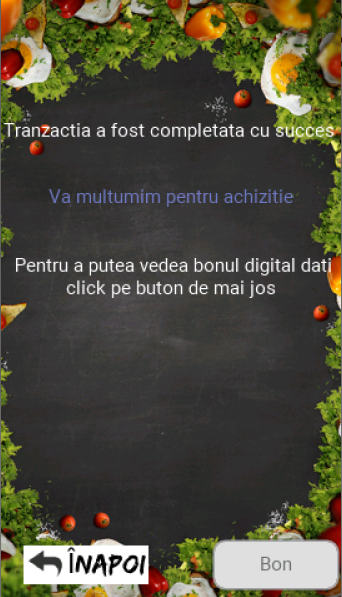 Tranzactia a fost completata cu succes
Va multumim pentru achizitie
Pentru a putea vedea bonul digital dati
click pe buton de mai jos
ÎNAPOI
Bon